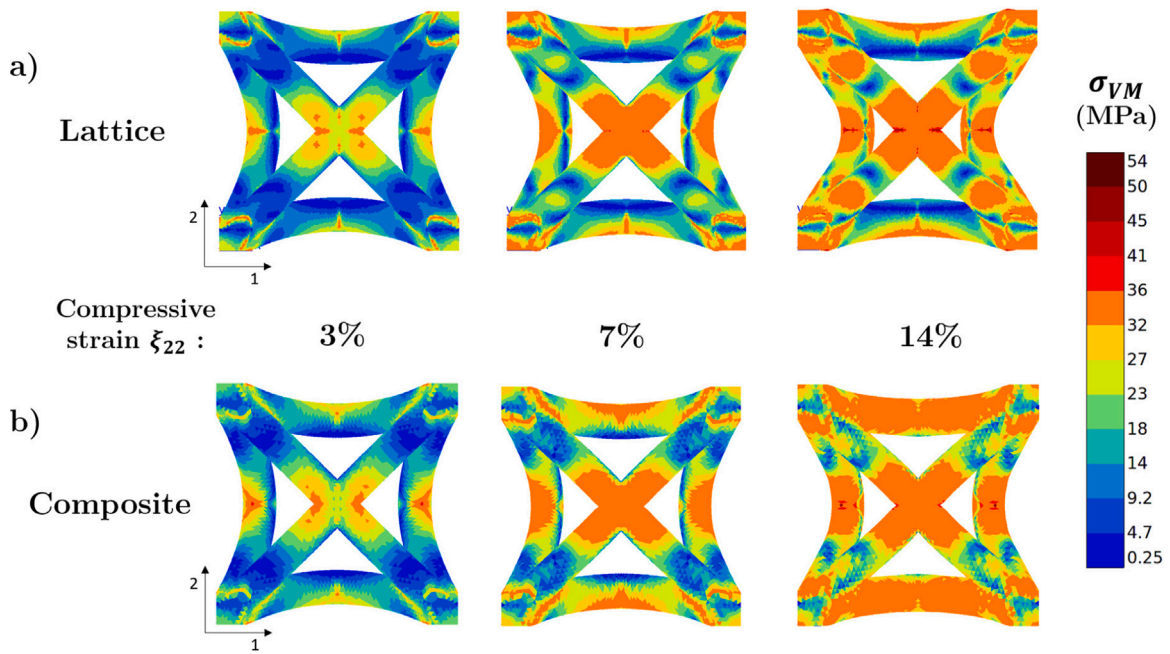 a)
Lattice
2
1
σVM
(MPa)
54
50
45
41
36
32
27
23
18
14
9.2
4.7
0.25
Compressive
strain ξ22 :
3%
7%
14%
b)
Composite
2
1